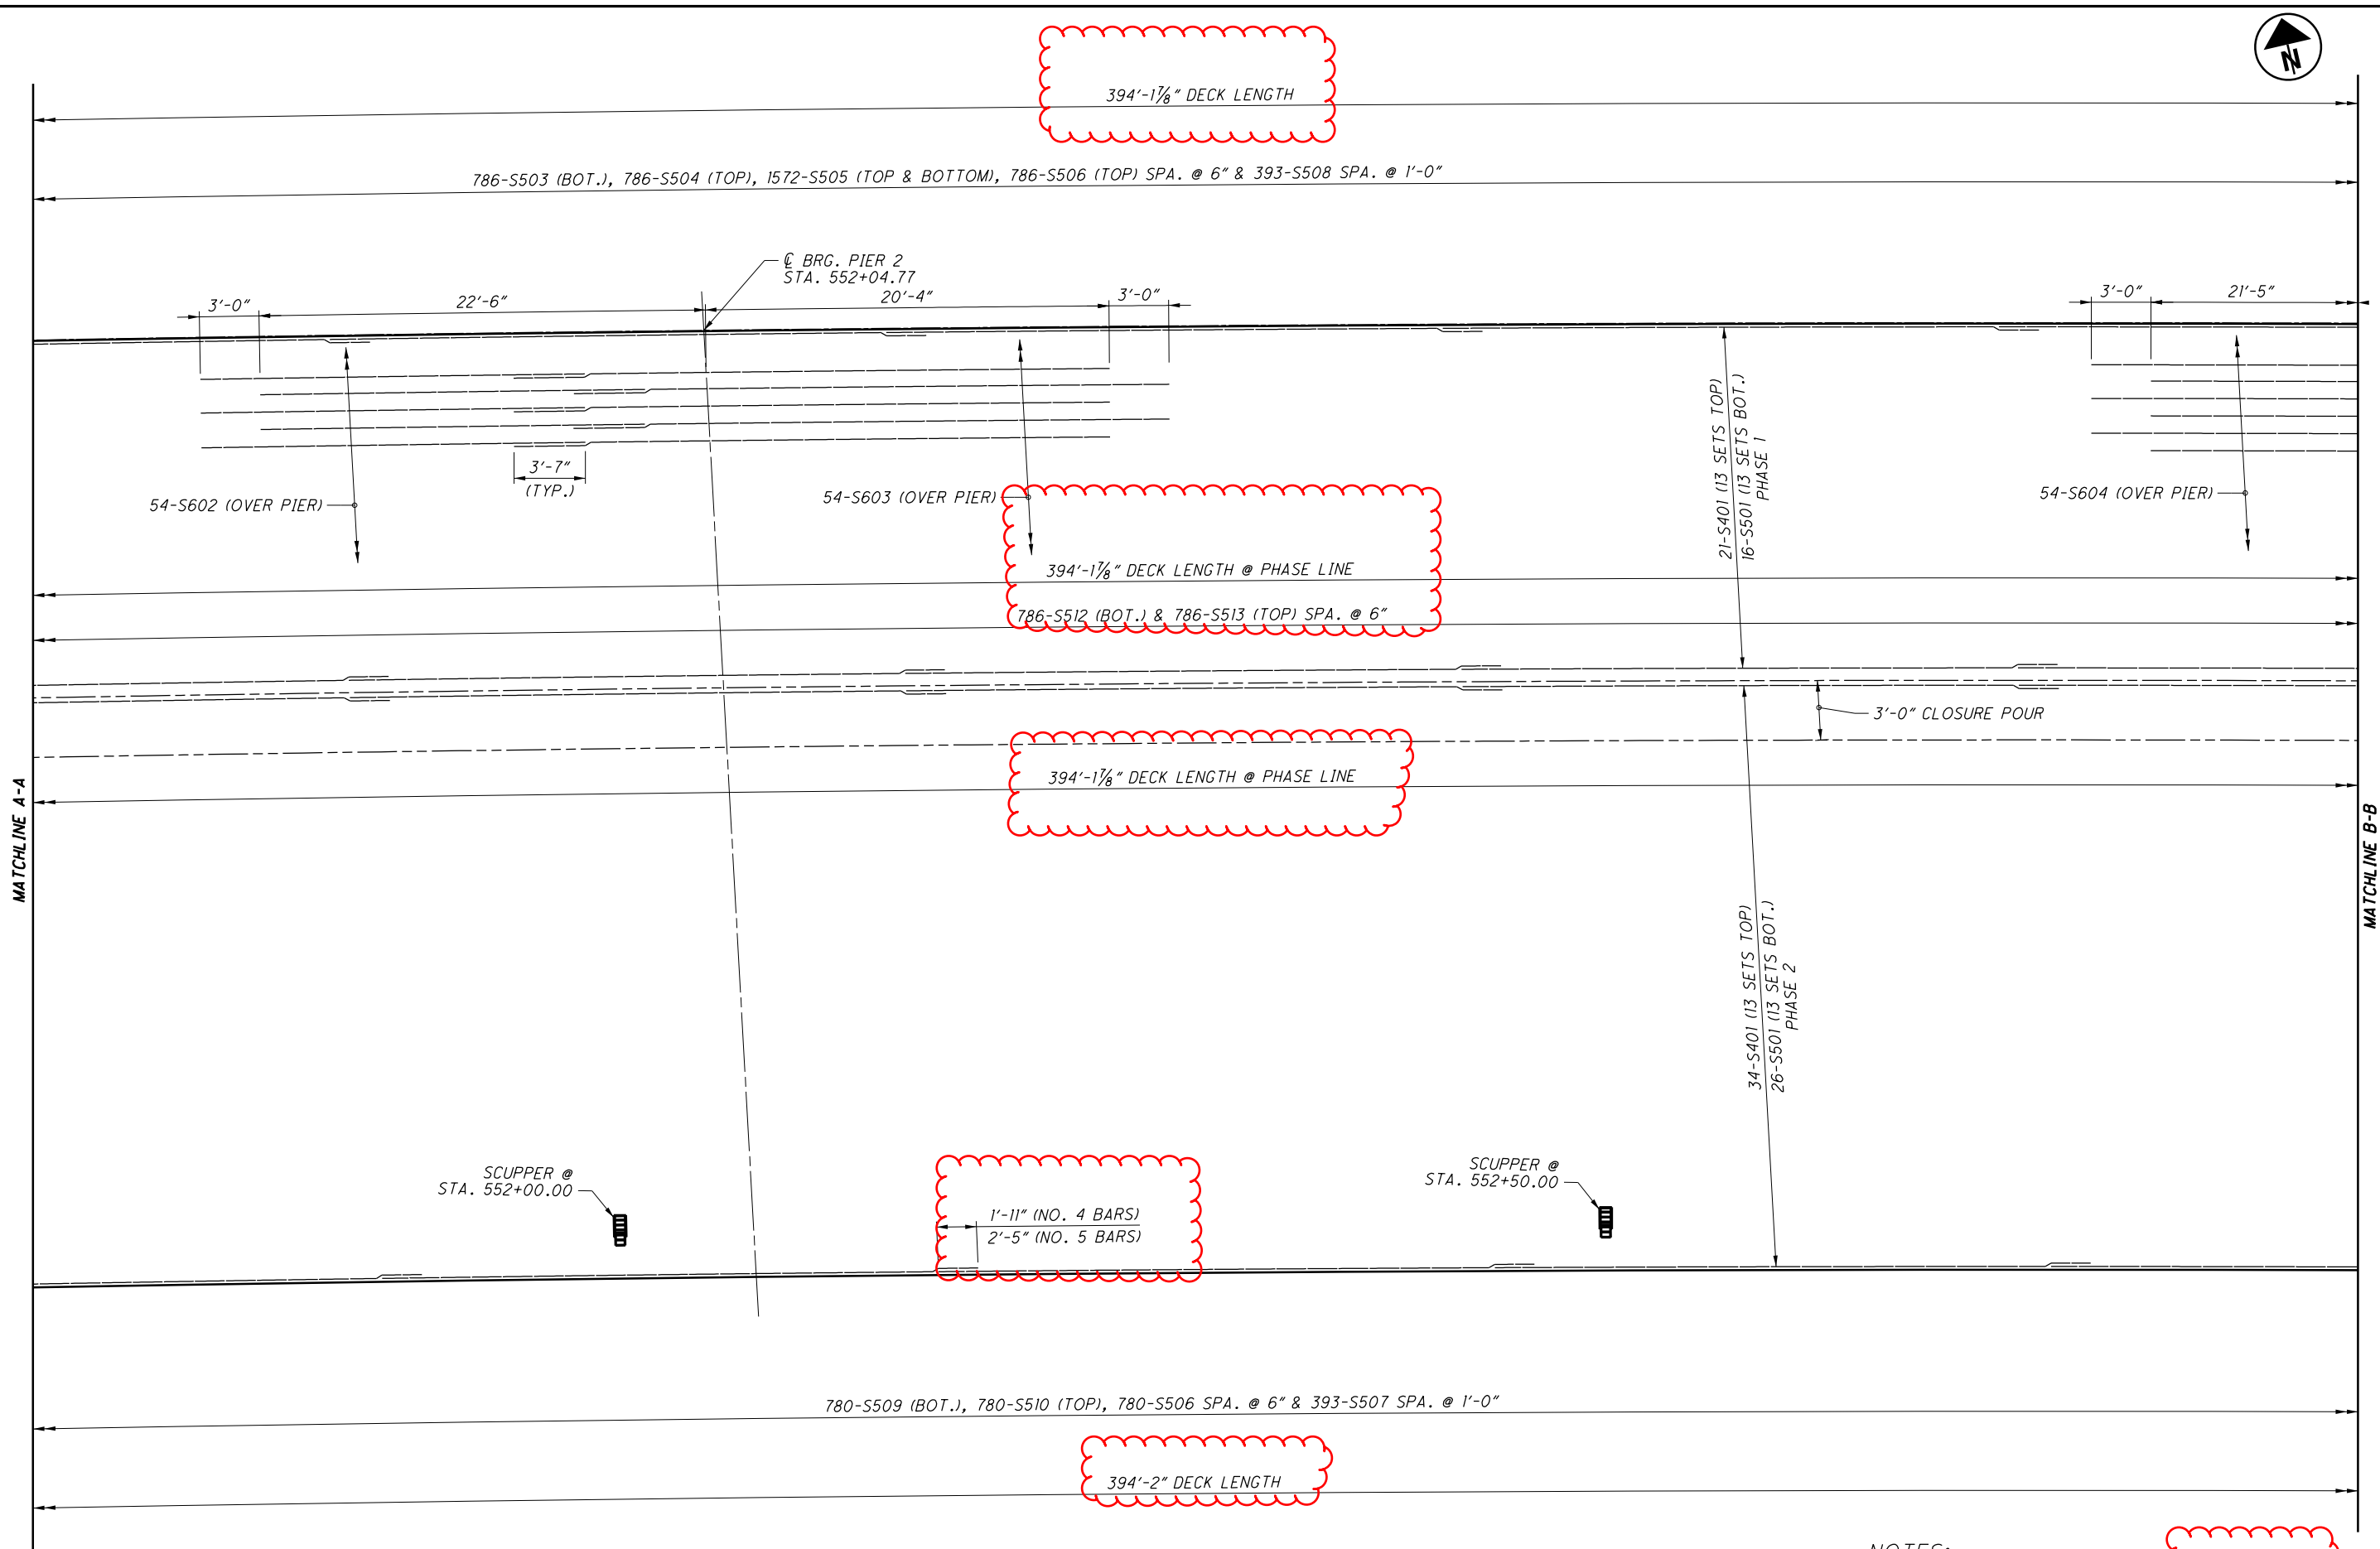 N
394'-1⅞" DECK LENGTH
786-S503 (BOT.), 786-S504 (TOP), 1572-S505 (TOP & BOTTOM), 786-S506 (TOP) SPA. @ 6" & 393-S508 SPA. @ 1'-0"
℄ BRG. PIER 2
STA. 552+04.77
3'-0"
22'-6"
20'-4"
3'-0"
3'-0"
21'-5"
21-S401 (13 SETS TOP)
16-S501 (13 SETS BOT.)
PHASE 1
3'-7"
(TYP.)
54-S602 (OVER PIER)
54-S603 (OVER PIER)
54-S604 (OVER PIER)
394'-1⅞" DECK LENGTH @ PHASE LINE
786-S512 (BOT.) & 786-S513 (TOP) SPA. @ 6"
3'-0" CLOSURE POUR
394'-1⅞" DECK LENGTH @ PHASE LINE
MATCHLINE A-A
MATCHLINE B-B
34-S401 (13 SETS TOP)
26-S501 (13 SETS BOT.)
PHASE 2
SCUPPER @
STA. 552+00.00
SCUPPER @
STA. 552+50.00
1'-11" (NO. 4 BARS)
2'-5" (NO. 5 BARS)
780-S509 (BOT.), 780-S510 (TOP), 780-S506 SPA. @ 6" & 393-S507 SPA. @ 1'-0"
394'-2" DECK LENGTH
NOTES: